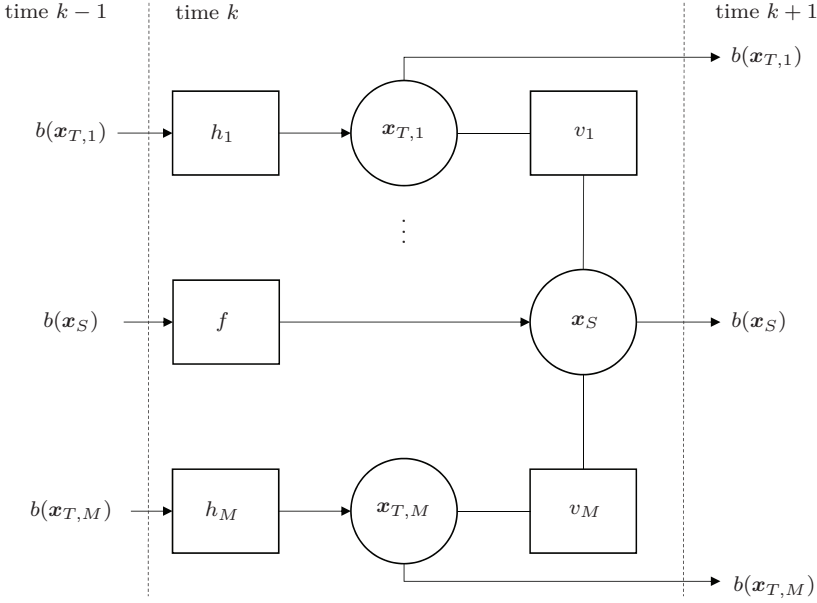 time k − 1
time k
time k + 1
b(x_{T,1})
b(x_{T,1})
h_1
x_{T,1}
v_1
⋮
b(x_S)
f
x_S
b(x_S)
b(x_{T,M})
h_M
x_{T,M}
v_M
b(x_{T,M})